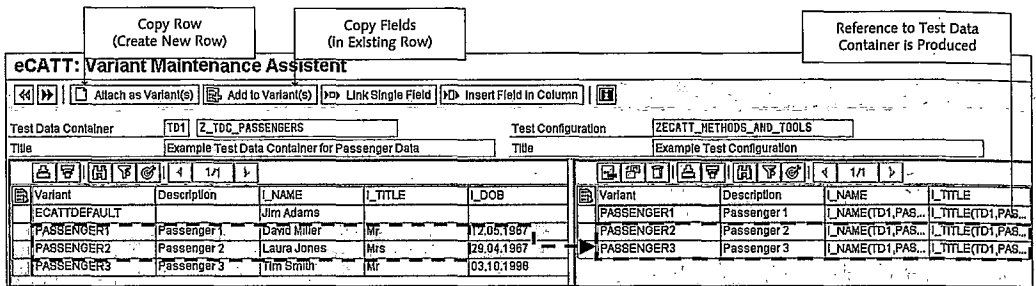 Copy Row
(Create New Row)
Copy Fields
(in Existing Row)
Reference to Test Data
Container is Produced
eCATT: Variant Maintenance Assistent
Attach as Variant(s) Add to Variant(s) Link Single Field Insert Field in Column
Test Data Container TD1 Z_TDC_PASSENGERS Test Configuration ZECATT_METHODS_AND_TOOLS
Title Example Test Data Container for Passenger Data Title Example Test Configuration
1/1 1/1
Variant Description I_NAME I_TITLE I_DOB Variant Description I_NAME I_TITLE
ECATTDEFAULT Jim Adams PASSENGER1 Passenger 1 I_NAME(TD1,PAS... I_TITLE(TD1,PAS...
PASSENGER1 Passenger 1 David Miller Mr 12.05.1967 PASSENGER2 Passenger 2 I_NAME(TD1,PAS... I_TITLE(TD1,PAS...
PASSENGER2 Passenger 2 Laura Jones Mrs 29.04.1967 PASSENGER3 Passenger 3 I_NAME(TD1,PAS... I_TITLE(TD1,PAS...
PASSENGER3 Passenger 3 Tim Smith Mr